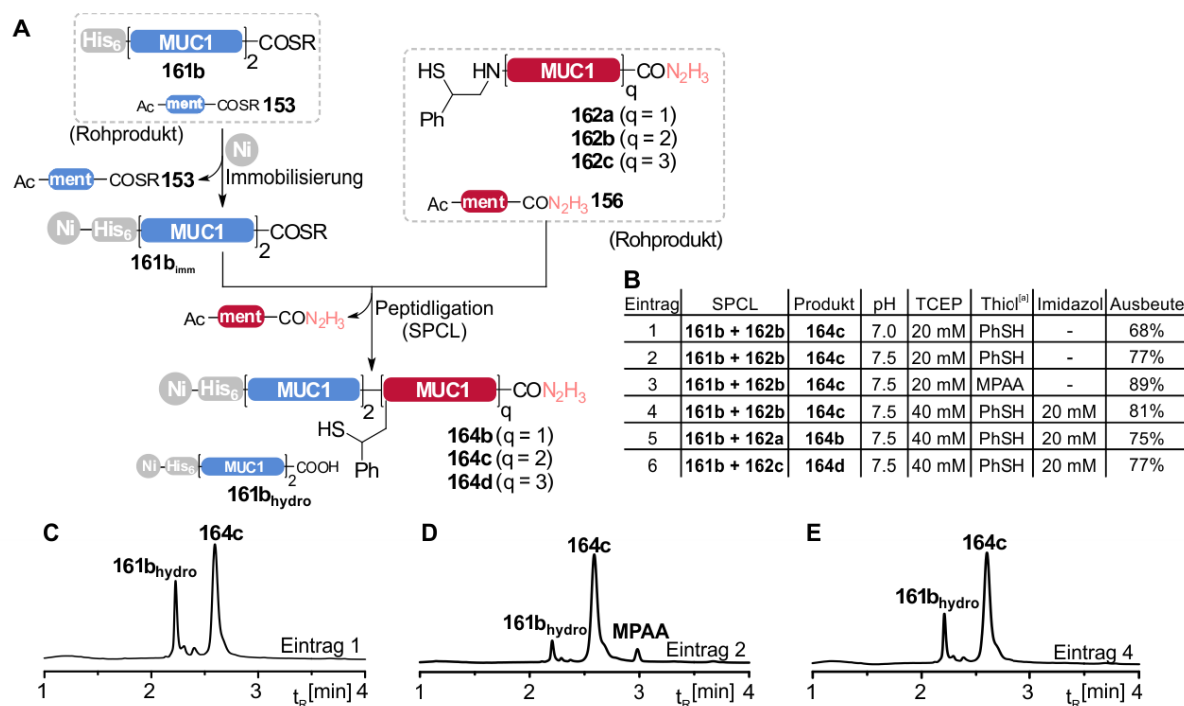 A
His6 [MUC1]2 COSR
161b
Ac ment COSR 153
(Rohprodukt)
Ni
Immobilisierung
Ac ment COSR 153
Ni His6 [MUC1]2 COSR
161bimm
HS HN [MUC1]q CON2H3
Ph
162a (q = 1)
162b (q = 2)
162c (q = 3)
Ac ment CON2H3 156
(Rohprodukt)
Ac ment CON2H3
Peptidligation
(SPCL)
Ni His6 [MUC1]2 [MUC1]q CON2H3
HS
Ph
164b (q = 1)
164c (q = 2)
164d (q = 3)
Ni His6 [MUC1]2 COOH
161bhydro
B
Eintrag SPCL Produkt pH TCEP Thiol[a] Imidazol Ausbeute
1 161b + 162b 164c 7.0 20 mM PhSH - 68%
2 161b + 162b 164c 7.5 20 mM PhSH - 77%
3 161b + 162b 164c 7.5 20 mM MPAA - 89%
4 161b + 162b 164c 7.5 40 mM PhSH 20 mM 81%
5 161b + 162a 164b 7.5 40 mM PhSH 20 mM 75%
6 161b + 162c 164d 7.5 40 mM PhSH 20 mM 77%
C
164c
161bhydro
Eintrag 1
1 2 3 tR[min] 4
D
164c
161bhydro
MPAA
Eintrag 2
1 2 3 tR[min] 4
E
164c
161bhydro
Eintrag 4
1 2 3 tR[min] 4